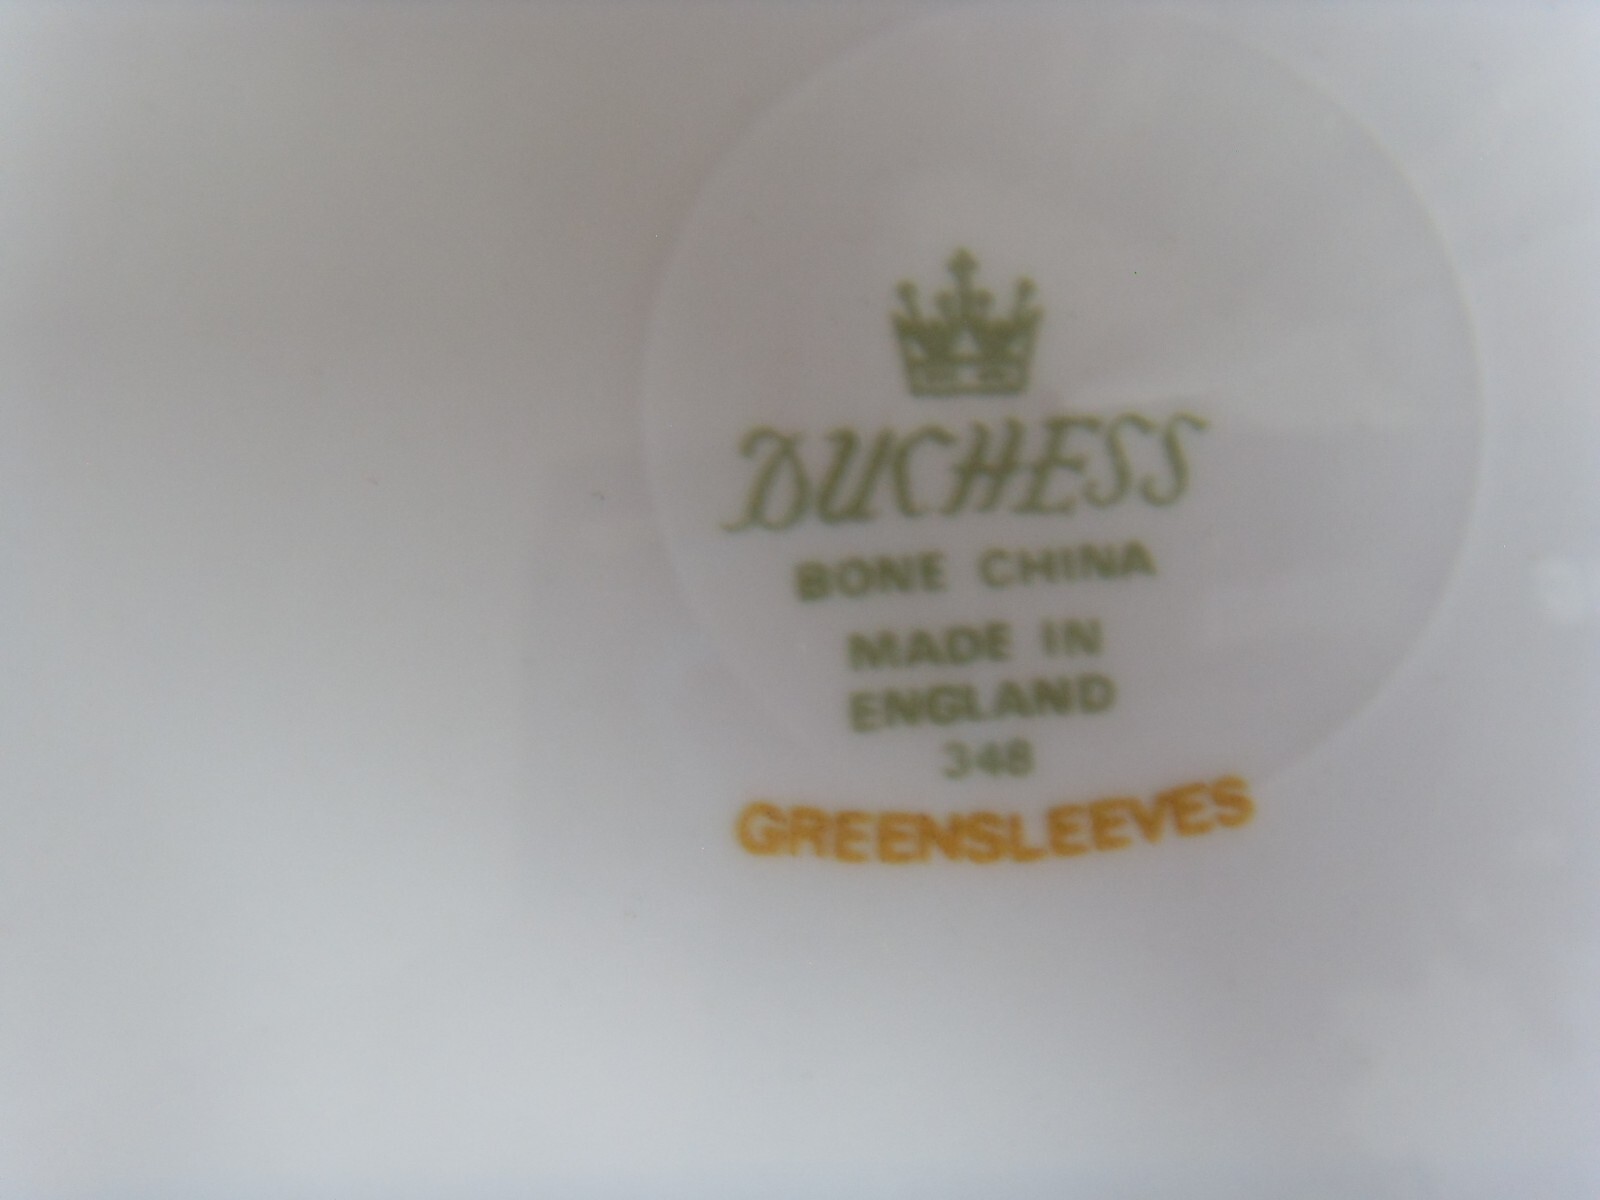 DUCHESS
BONE CHINA
MADE IN
ENGLAND
348
GREENSLEEVES